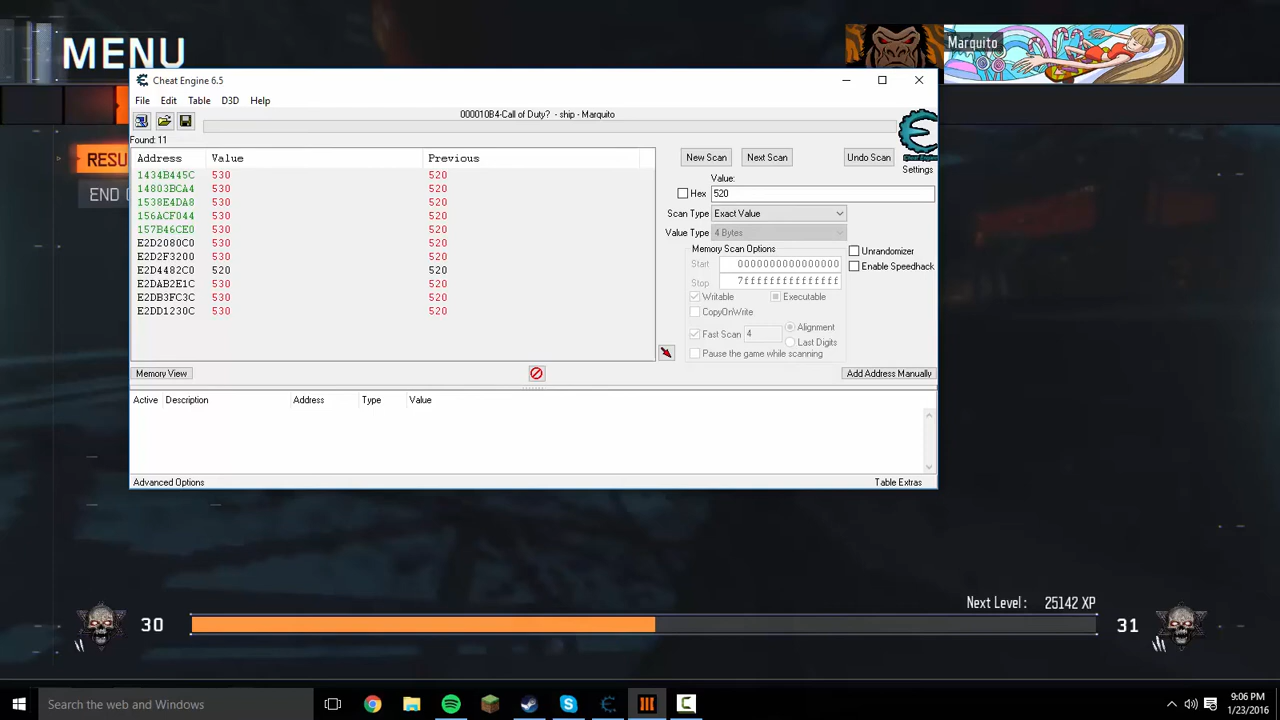 MENU
Marquito
Cheat Engine 6.5
File Edit Table D3D Help
000010B4-Call of Duty? - ship - Marquito
Found: 11
Address Value Previous
1434B445C 530 520
14803BCA4 530 520
1538E4DA8 530 520
156ACF044 530 520
157B46CE0 530 520
E2D2080C0 530 520
E2D2F3200 530 520
E2D4482C0 520 520
E2DAB2E1C 530 520
E2DB3FC3C 530 520
E2DD1230C 530 520
New Scan Next Scan Undo Scan
Cheat Engine
Settings
Value:
Hex 520
Scan Type Exact Value
Value Type 4 Bytes
Memory Scan Options
Start 0000000000000000
Stop 7fffffffffffffff
Writable Executable
CopyOnWrite
Fast Scan 4 Alignment
Last Digits
Pause the game while scanning
Unrandomizer
Enable Speedhack
Memory View Add Address Manually
Active Description Address Type Value
Advanced Options Table Extras
RESU
END
Next Level : 25142 XP
30 31
Search the web and Windows
9:06 PM
1/23/2016